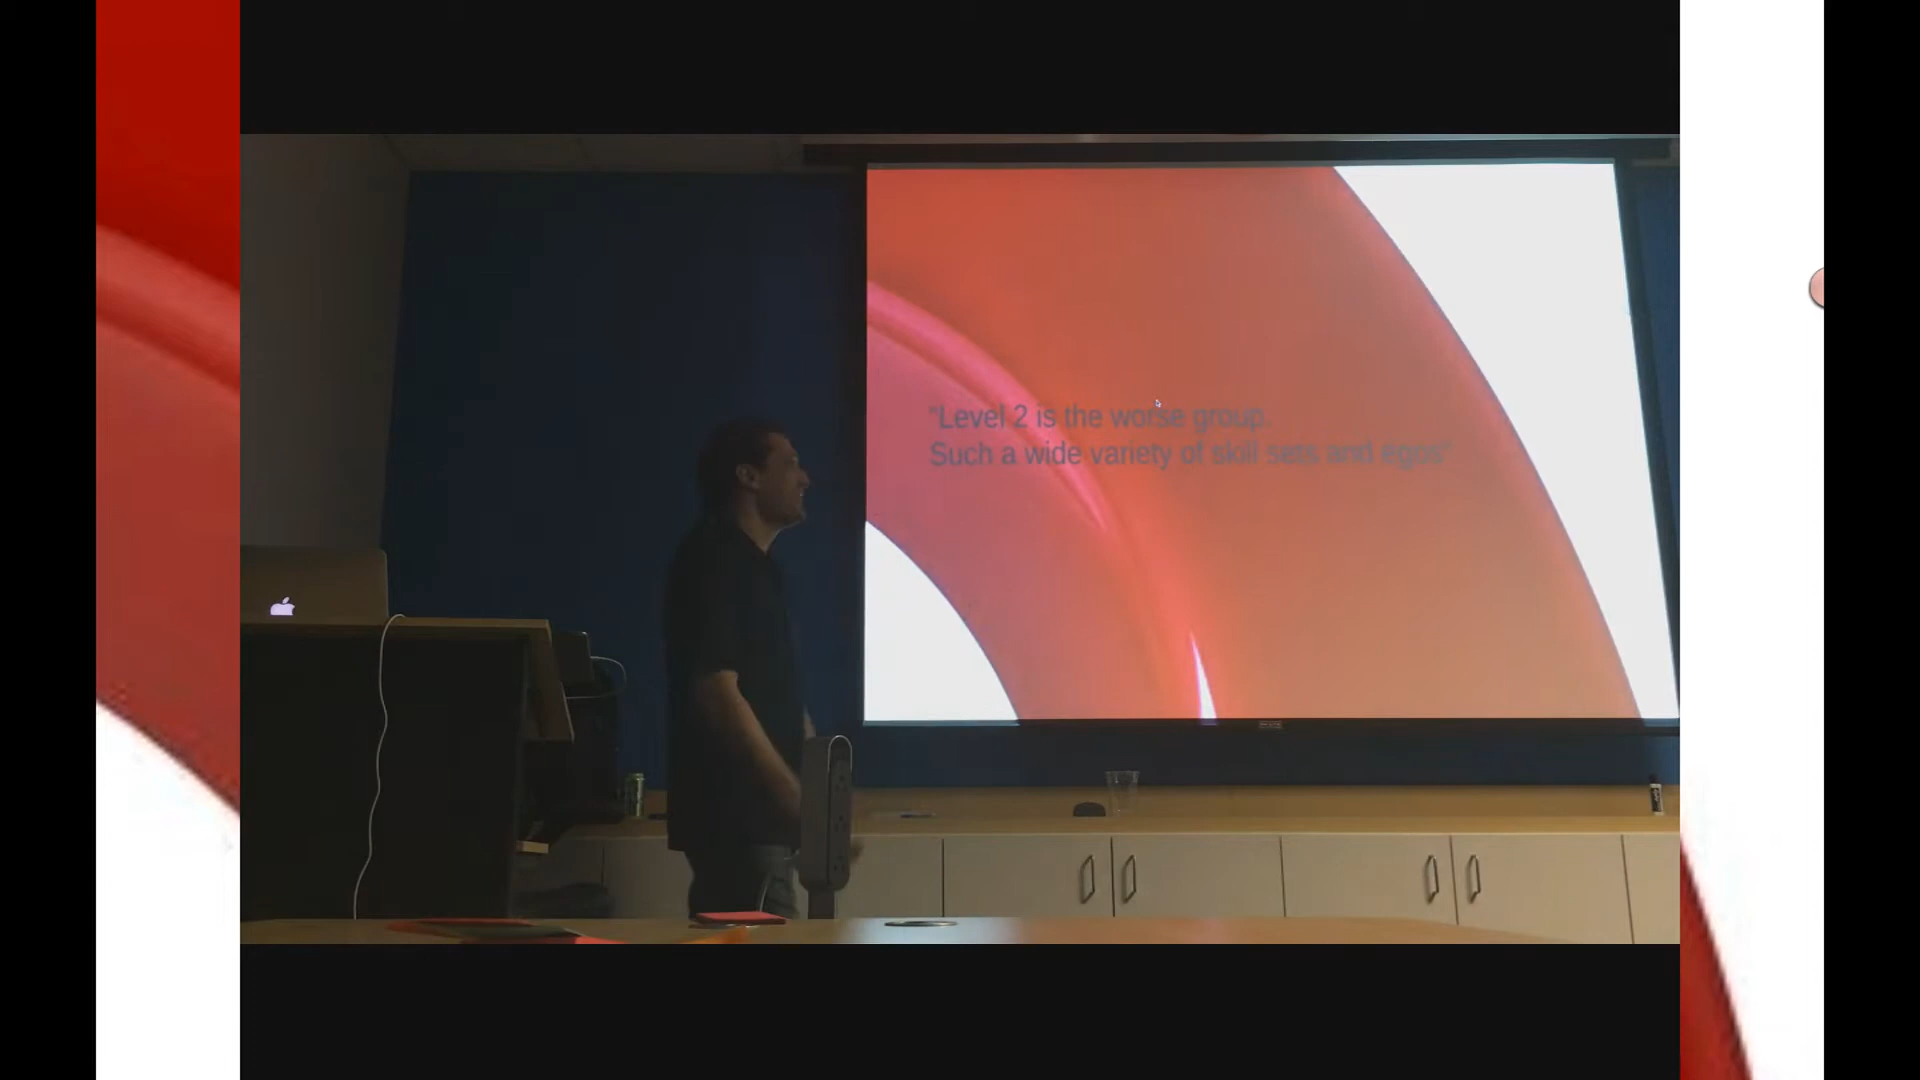 "Level 2 is the worse group.
Such a wide variety of skill sets and egos"